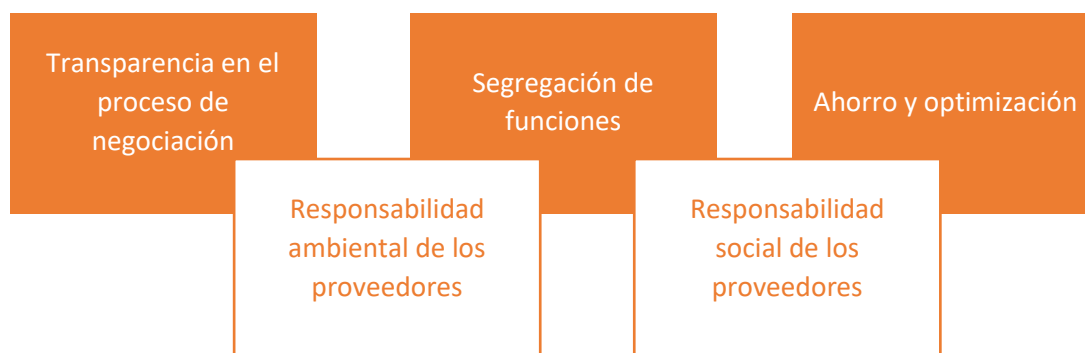 Transparencia en el
proceso de
negociación
Segregación de
funciones
Ahorro y optimización
Responsabilidad
ambiental de los
proveedores
Responsabilidad
social de los
proveedores